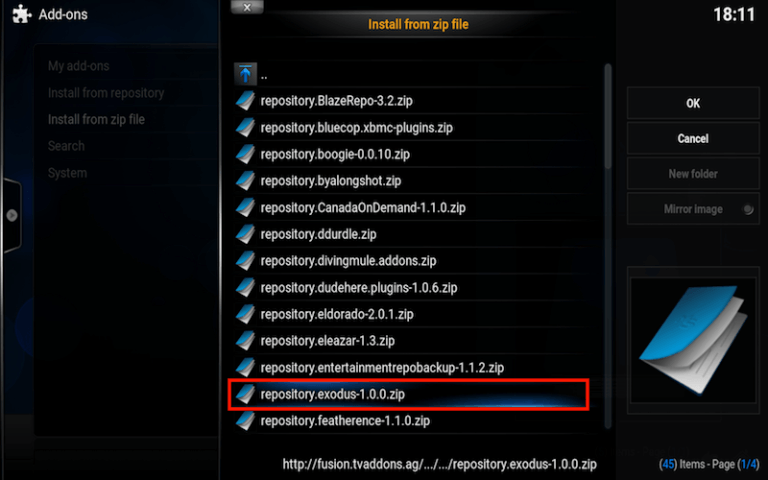 Add-ons
Install from zip file
18:11
My add-ons
Install from repository
Install from zip file
Search
System
..
repository.BlazeRepo-3.2.zip
repository.bluecop.xbmc-plugins.zip
repository.boogie-0.0.10.zip
repository.byalongshot.zip
repository.CanadaOnDemand-1.1.0.zip
repository.ddurdle.zip
repository.divingmule.addons.zip
repository.dudehere.plugins-1.0.6.zip
repository.eldorado-2.0.1.zip
repository.eleazar-1.3.zip
repository.entertainmentrepobackup-1.1.2.zip
repository.exodus-1.0.0.zip
repository.featherence-1.1.0.zip
OK
Cancel
New folder
Mirror image
http://fusion.tvaddons.ag/.../.../repository.exodus-1.0.0.zip
(45) Items - Page (1/4)